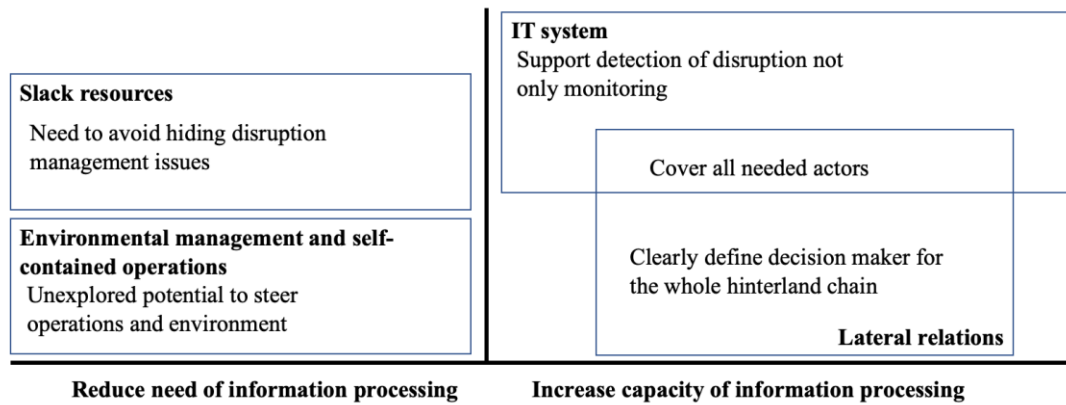 Slack resources
Need to avoid hiding disruption
management issues
Environmental management and self-
contained operations
Unexplored potential to steer
operations and environment
IT system
Support detection of disruption not
only monitoring
Cover all needed actors
Clearly define decision maker for
the whole hinterland chain
Lateral relations
Reduce need of information processing
Increase capacity of information processing